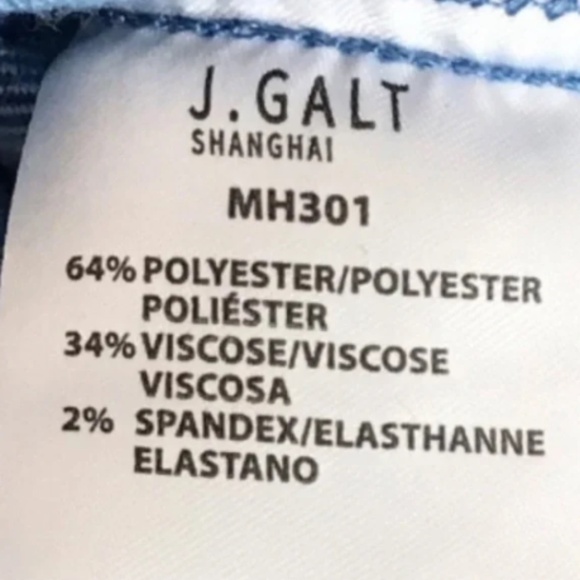 J.GALT
SHANGHAI
MH301
64% POLYESTER/POLYESTER
POLIÉSTER
34% VISCOSE/VISCOSE
VISCOSA
2% SPANDEX/ELASTHANNE
ELASTANO